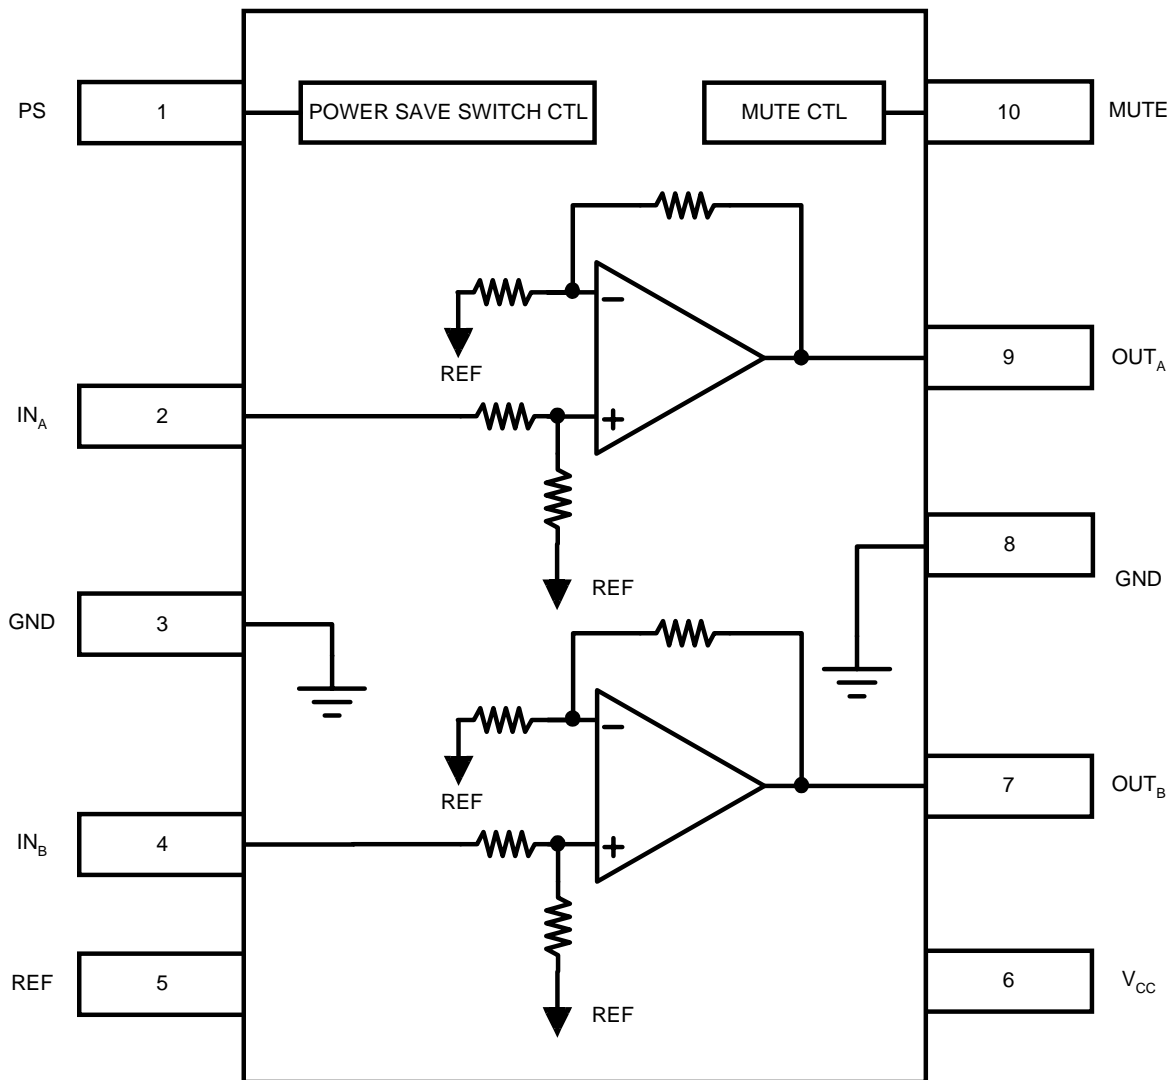 PS
1
POWER SAVE SWITCH CTL
MUTE CTL
10
MUTE
REF
9
OUTA
INA
2
REF
8
GND
GND
3
REF
7
OUTB
INB
4
REF
5
REF
6
VCC